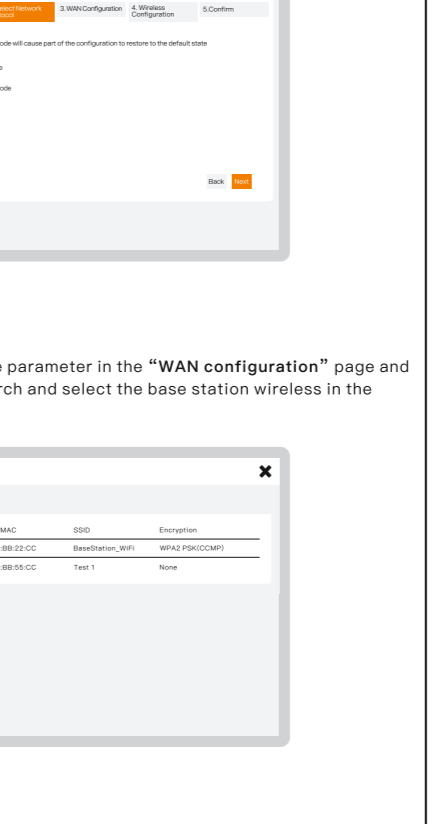 elect Network
tocol
3. WAN Configuration
4. Wireless
Configuration
5.Confirm
ode will cause part of the configuration to restore to the default state
e
ode
Back Next
e parameter in the “WAN configuration” page and
rch and select the base station wireless in the
✖
MAC SSID Encryption
:BB:22:CC BaseStation_WiFi WPA2 PSK(CCMP)
:BB:55:CC Test 1 None